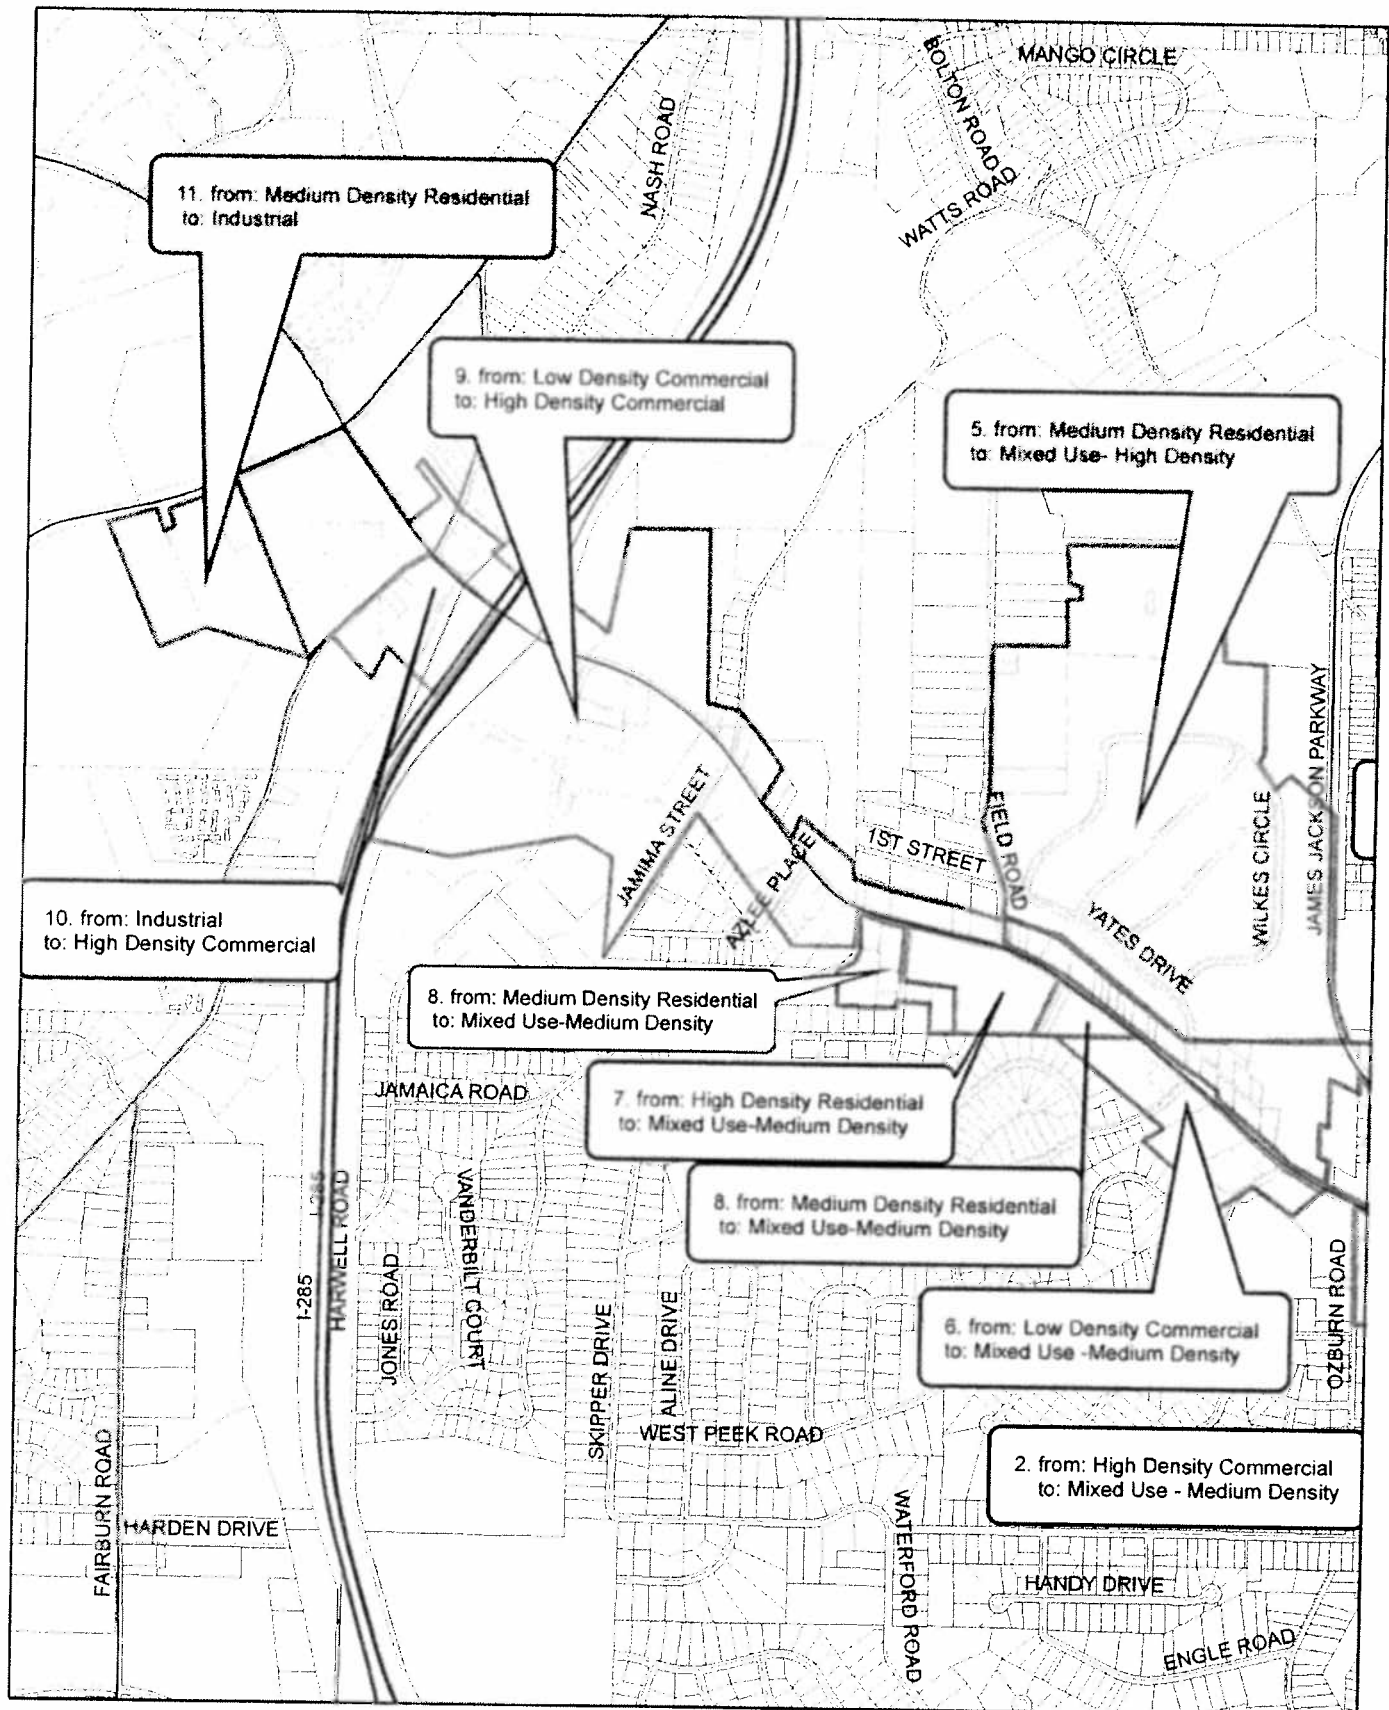 MANGO CIRCLE
BOLTON ROAD
NASH ROAD
WATTS ROAD
11. from: Medium Density Residential
to: Industrial
9. from: Low Density Commercial
to: High Density Commercial
5. from: Medium Density Residential
to: Mixed Use- High Density
JAMES JACKSON PARKWAY
JAMIMA STREET
FIELD ROAD
1ST STREET
WILKES CIRCLE
AZLEE PLACE
YATES DRIVE
10. from: Industrial
to: High Density Commercial
8. from: Medium Density Residential
to: Mixed Use-Medium Density
JAMAICA ROAD
7. from: High Density Residential
to: Mixed Use-Medium Density
I-285
HARWELL ROAD
VANDERBILT COURT
8. from: Medium Density Residential
to: Mixed Use-Medium Density
I-285
JONES ROAD
SKIPPER DRIVE
ALINE DRIVE
OZBURN ROAD
6. from: Low Density Commercial
to: Mixed Use -Medium Density
WEST PEEK ROAD
2. from: High Density Commercial
to: Mixed Use - Medium Density
FAIRBURN ROAD
HARDEN DRIVE
WATERFORD ROAD
HANDY DRIVE
ENGLE ROAD